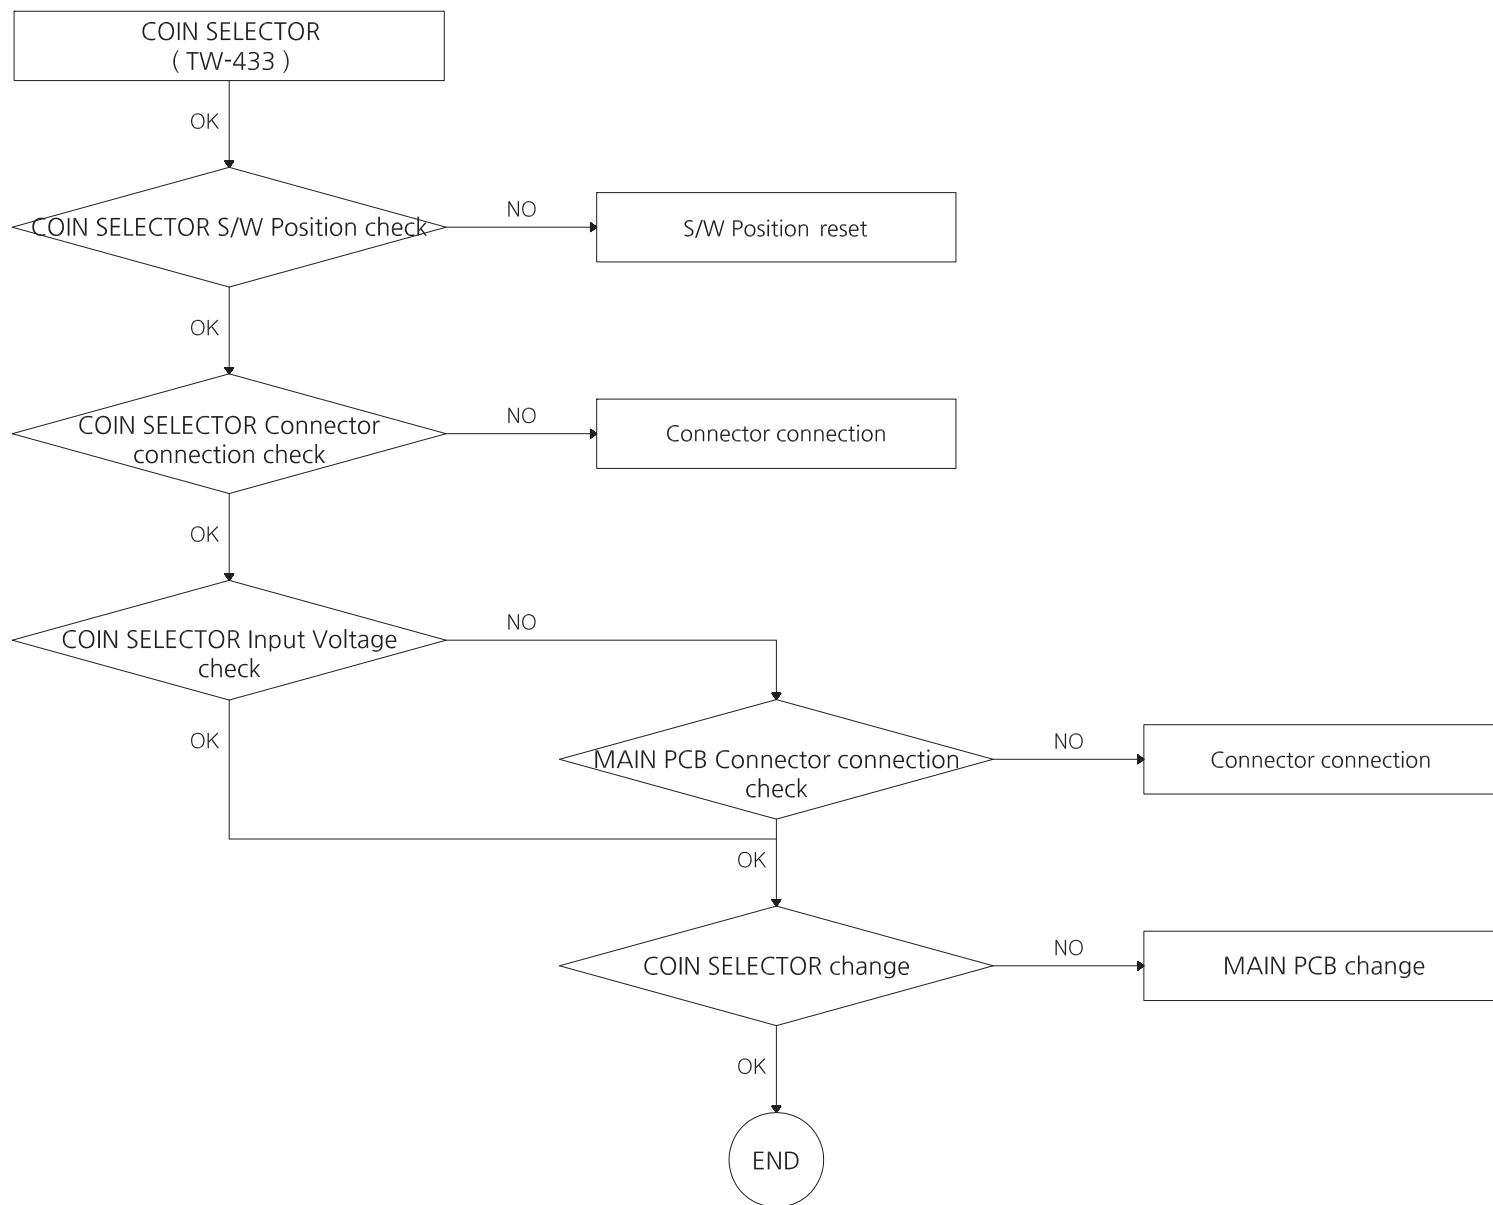 COIN SELECTOR
( TW-433 )
OK
COIN SELECTOR S/W Position check
NO
S/W Position reset
OK
COIN SELECTOR Connector
connection check
NO
Connector connection
OK
COIN SELECTOR Input Voltage
check
NO
OK
MAIN PCB Connector connection
check
NO
Connector connection
OK
COIN SELECTOR change
NO
MAIN PCB change
OK
END